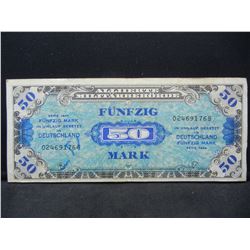 ALLIIERTE
MILITÄRBEHÖRDE
50 50
FÜNFZIG
SERIE 1944
FÜNFZIG MARK
IN UMLAUF GESETZT IN
DEUTSCHLAND
024691768
50
024691768
IN UMLAUF GESETZT IN
DEUTSCHLAND
FÜNFZIG MARK
SERIE 1944
MARK
50 50